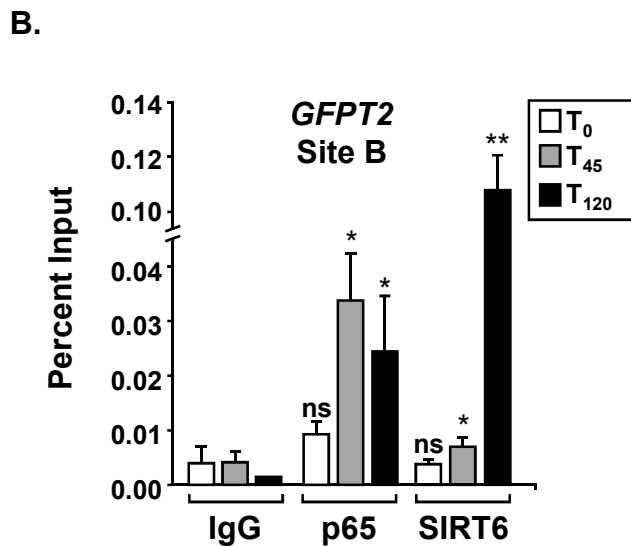 B.
GFPT2
Site B
T0
T45
T120
Percent Input
0.14
0.12
0.10
0.04
0.03
0.02
0.01
0.00
ns
*
*
ns
*
**
IgG
p65
SIRT6